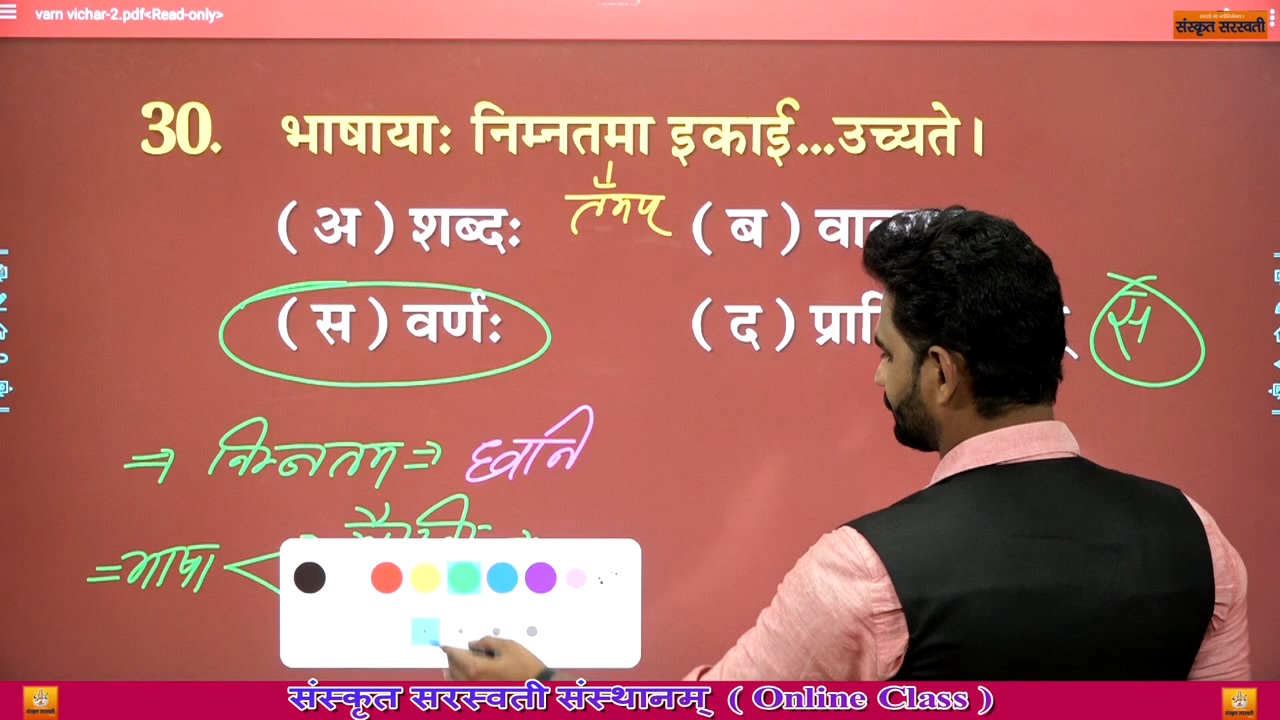 varn vichar-2.pdf<Read-only>
संस्कृत सरस्वती
30. भाषायाः निम्नतमा इकाई...उच्यते।
तमप्
( अ ) शब्दः ( ब )
( स ) वर्णः ( द )
स
⇒ निम्नतम ⇒ ध्वनि
= भाषा
संस्कृत सरस्वती संस्थानम् ( Online Class )